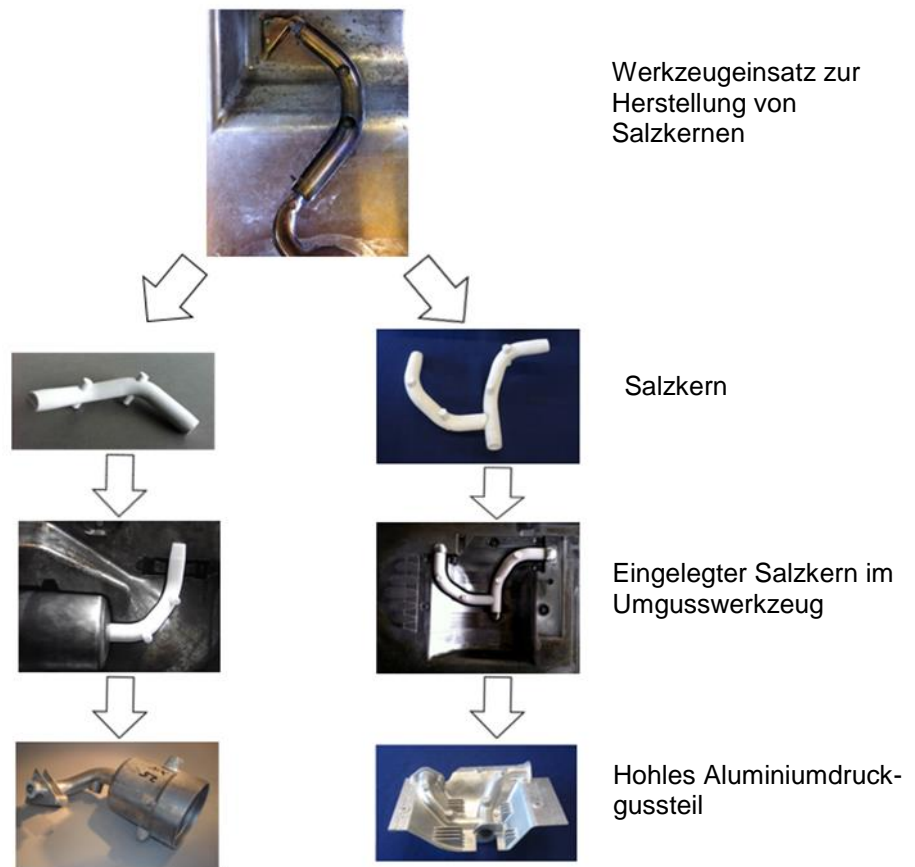 Werkzeugeinsatz zur
Herstellung von
Salzkernen
Salzkern
Eingelegter Salzkern im
Umgusswerkzeug
Hohles Aluminiumdruck-
gussteil